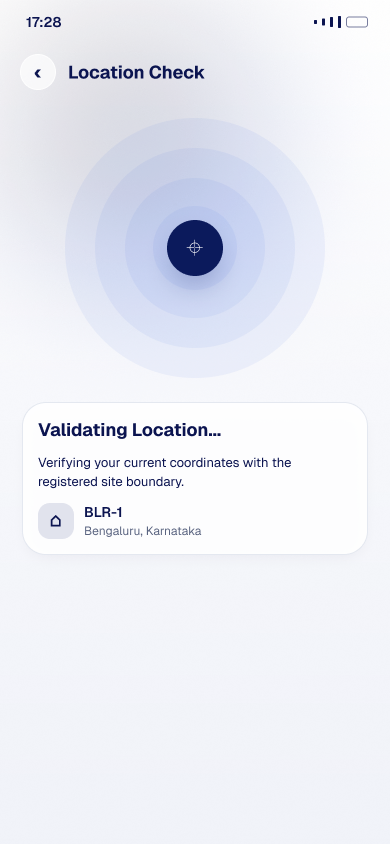 17:28
Location Check
Validating Location...
Verifying your current coordinates with the
registered site boundary.
BLR-1
Bengaluru, Karnataka